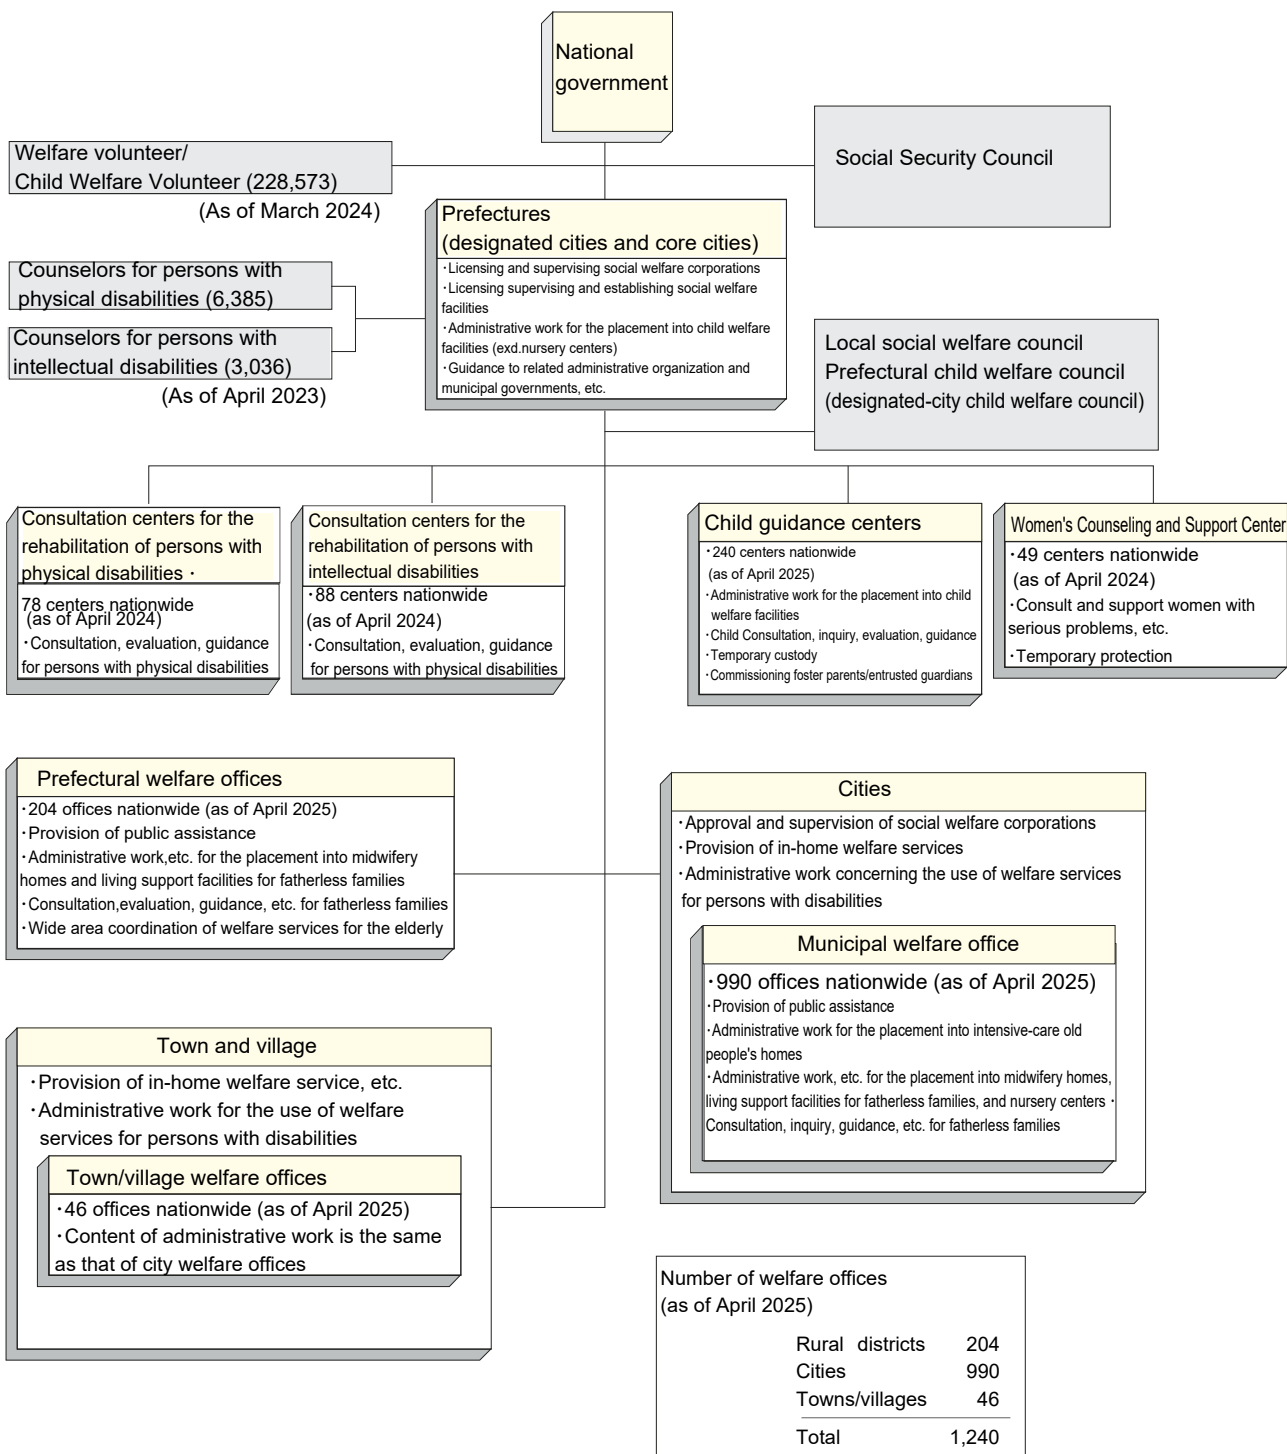 National
government
Welfare volunteer/
Child Welfare Volunteer (228,573)
(As of March 2024)
Social Security Council
Prefectures
(designated cities and core cities)
・Licensing and supervising social welfare corporations
・Licensing supervising and establishing social welfare
facilities
・Administrative work for the placement into child welfare
facilities (exd.nursery centers)
・Guidance to related administrative organization and
municipal governments, etc.
Counselors for persons with
physical disabilities (6,385)
Counselors for persons with
intellectual disabilities (3,036)
(As of April 2023)
Local social welfare council
Prefectural child welfare council
(designated-city child welfare council)
Consultation centers for the
rehabilitation of persons with
physical disabilities ・
78 centers nationwide
(as of April 2024)
・Consultation, evaluation, guidance
for persons with physical disabilities
Consultation centers for the
rehabilitation of persons with
intellectual disabilities
・88 centers nationwide
(as of April 2024)
・Consultation, evaluation, guidance
for persons with physical disabilities
Child guidance centers
・240 centers nationwide
(as of April 2025)
・Administrative work for the placement into child
welfare facilities
・Child Consultation, inquiry, evaluation, guidance
・Temporary custody
・Commissioning foster parents/entrusted guardians
Women's Counseling and Support Center
・49 centers nationwide
(as of April 2024)
・Consult and support women with
serious problems, etc.
・Temporary protection
Prefectural welfare offices
・204 offices nationwide (as of April 2025)
・Provision of public assistance
・Administrative work,etc. for the placement into midwifery
homes and living support facilities for fatherless families
・Consultation,evaluation, guidance, etc. for fatherless families
・Wide area coordination of welfare services for the elderly
Cities
・Approval and supervision of social welfare corporations
・Provision of in-home welfare services
・Administrative work concerning the use of welfare services
for persons with disabilities
Municipal welfare office
・990 offices nationwide (as of April 2025)
・Provision of public assistance
・Administrative work for the placement into intensive-care old
people's homes
・Administrative work, etc. for the placement into midwifery homes,
living support facilities for fatherless families, and nursery centers ・
Consultation, inquiry, guidance, etc. for fatherless families
Town and village
・Provision of in-home welfare service, etc.
・Administrative work for the use of welfare
services for persons with disabilities
Town/village welfare offices
・46 offices nationwide (as of April 2025)
・Content of administrative work is the same
as that of city welfare offices
Number of welfare offices
(as of April 2025)
Rural districts 204
Cities 990
Towns/villages 46
Total 1,240